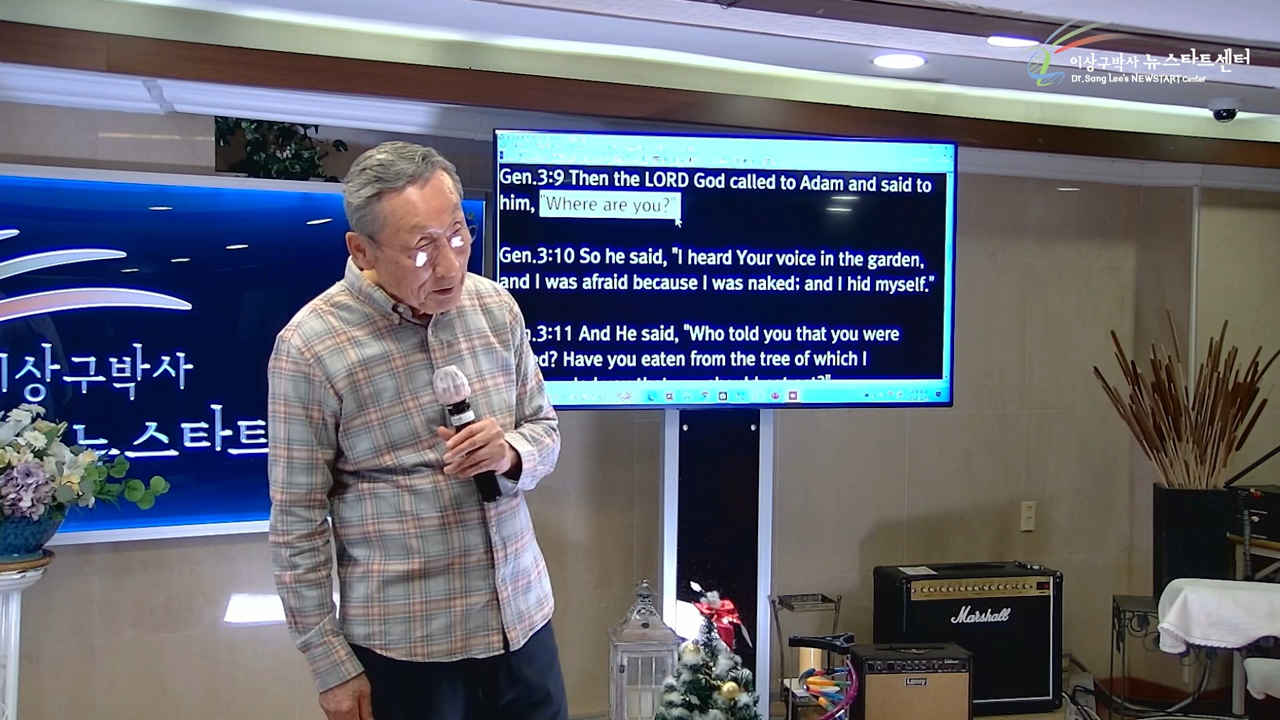 이상구박사 뉴스타트센터
Dr. Sang Lee's NEWSTART Center
Gen.3:9 Then the LORD God called to Adam and said to
him, "Where are you?"
Gen.3:10 So he said, "I heard Your voice in the garden,
and I was afraid because I was naked; and I hid myself."
3:11 And He said, "Who told you that you were
ed? Have you eaten from the tree of which I
이상구박사
뉴스타트
Marshall
Laney